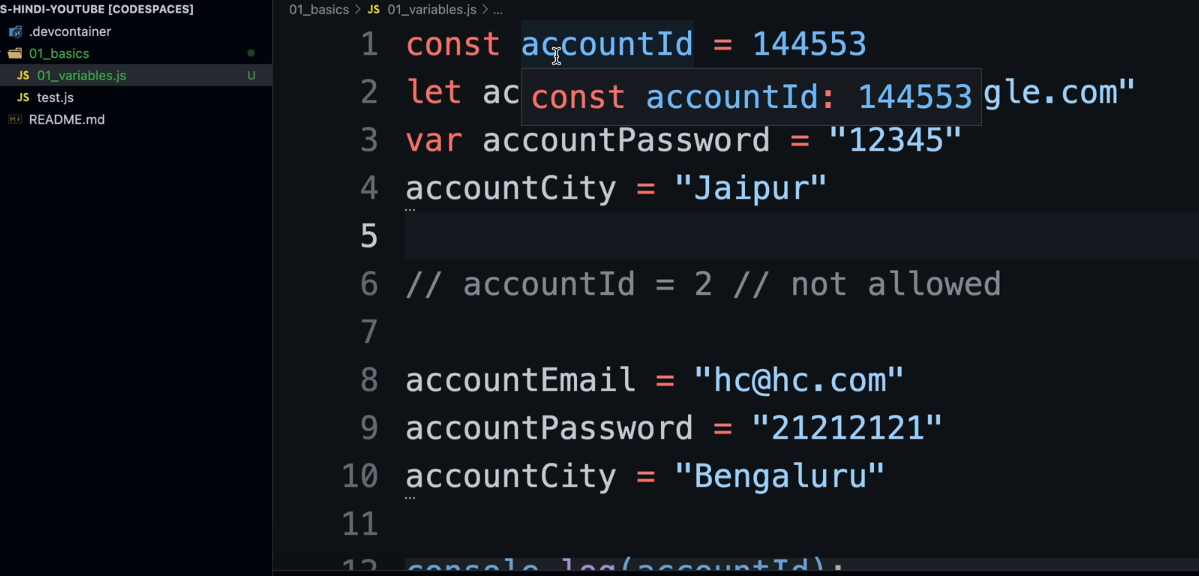 S-HINDI-YOUTUBE [CODESPACES]
.devcontainer
01_basics
JS 01_variables.js U
JS test.js
README.md
01_basics > JS 01_variables.js > ...
1 const accountId = 144553
2 let ac gle.com"
const accountId: 144553
3 var accountPassword = "12345"
4 accountCity = "Jaipur"
5
6 // accountId = 2 // not allowed
7
8 accountEmail = "hc@hc.com"
9 accountPassword = "21212121"
10 accountCity = "Bengaluru"
11
12 console.log(accountId);